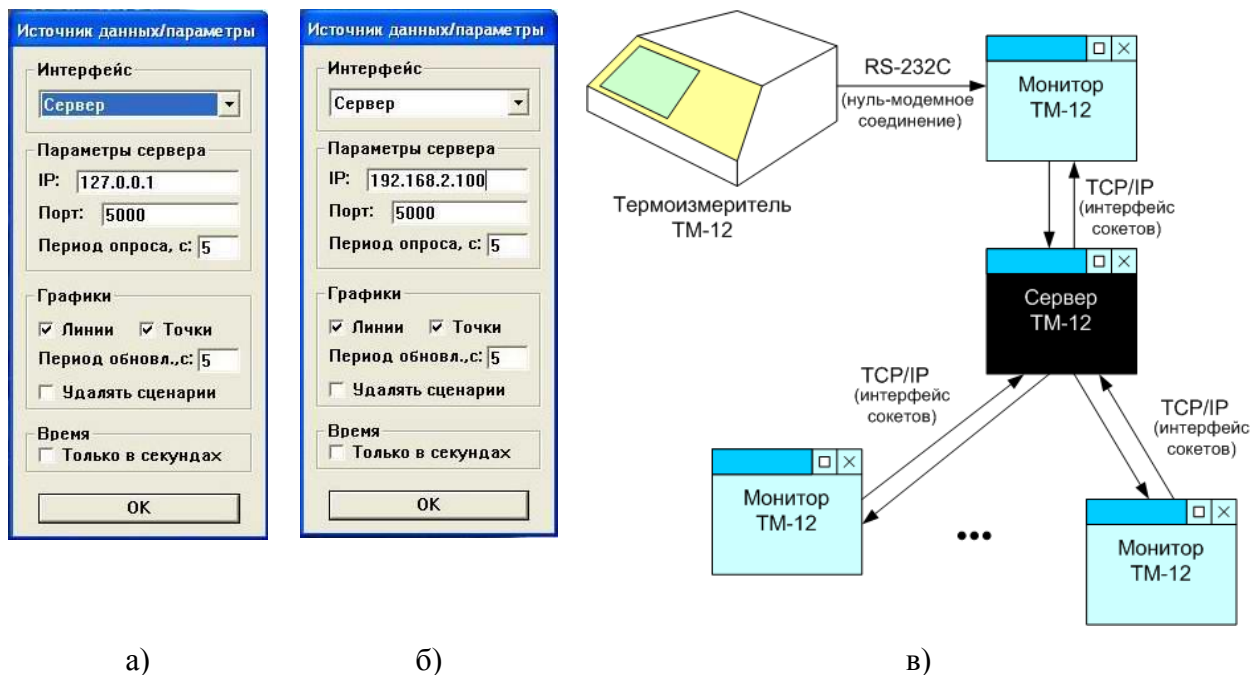 Источник данных/параметры
Интерфейс
Сервер
Параметры сервера
IP: 127.0.0.1
Порт: 5000
Период опроса, с: 5
Графики
Линии Точки
Период обновл.,с: 5
Удалять сценарии
Время
Только в секундах
OK
а)
Источник данных/параметры
Интерфейс
Сервер
Параметры сервера
IP: 192.168.2.100
Порт: 5000
Период опроса, с: 5
Графики
Линии Точки
Период обновл.,с: 5
Удалять сценарии
Время
Только в секундах
OK
б)
Термоизмеритель
ТМ-12
RS-232C
(нуль-модемное
соединение)
Монитор
ТМ-12
TCP/IP
(интерфейс
сокетов)
Сервер
ТМ-12
TCP/IP
(интерфейс
сокетов)
TCP/IP
(интерфейс
сокетов)
Монитор
ТМ-12
•••
Монитор
ТМ-12
в)